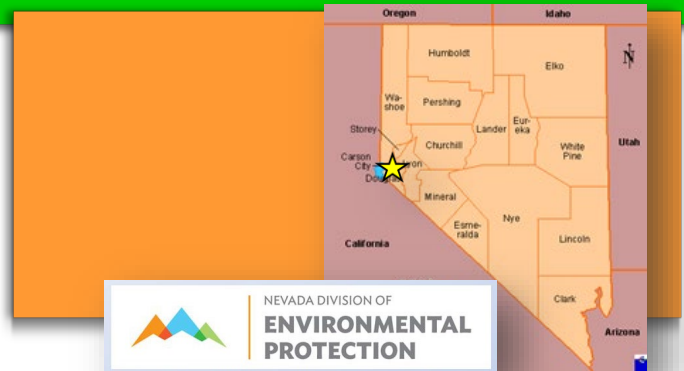 Oregon
Idaho
Humboldt
Elko
N
Wa-
shoe
Pershing
Lander
Eur-
eka
Storey
Churchill
White
Pine
Utah
Carson
City
yon
Mineral
Nye
Esme-
ralda
Lincoln
California
Clark
Arizona
NEVADA DIVISION OF
ENVIRONMENTAL
PROTECTION